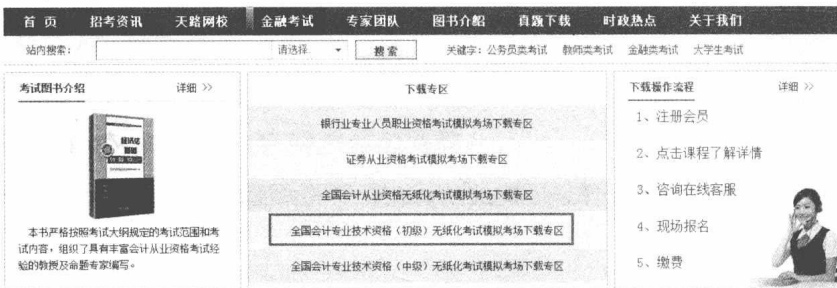 首 页 招考资讯 天路网校 金融考试 专家团队 图书介绍 真题下载 时政热点 关于我们
站内搜索: 请选择 搜索 关键字: 公务员类考试 教师类考试 金融类考试 大学生考试
考试图书介绍 详细 >>
本书严格按照考试大纲规定的考试范围和考
试内容,组织了具有丰富会计从业资格考试经
验的教授及命题专家编写。
下载专区
银行业专业人员职业资格考试模拟考场下载专区
证券从业资格考试模拟考场下载专区
全国会计从业资格无纸化考试模拟考场下载专区
全国会计专业技术资格(初级)无纸化考试模拟考场下载专区
全国会计专业技术资格(中级)无纸化考试模拟考场下载专区
下载操作流程 详细 >>
1、注册会员
2、点击课程了解详情
3、咨询在线客服
4、现场报名
5、缴费